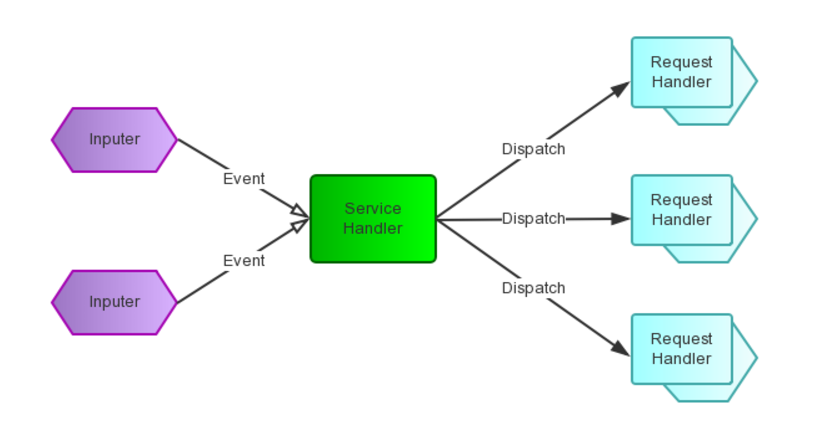 Inputer
Event
Event
Inputer
Service
Handler
Dispatch
Dispatch
Dispatch
Request
Handler
Request
Handler
Request
Handler